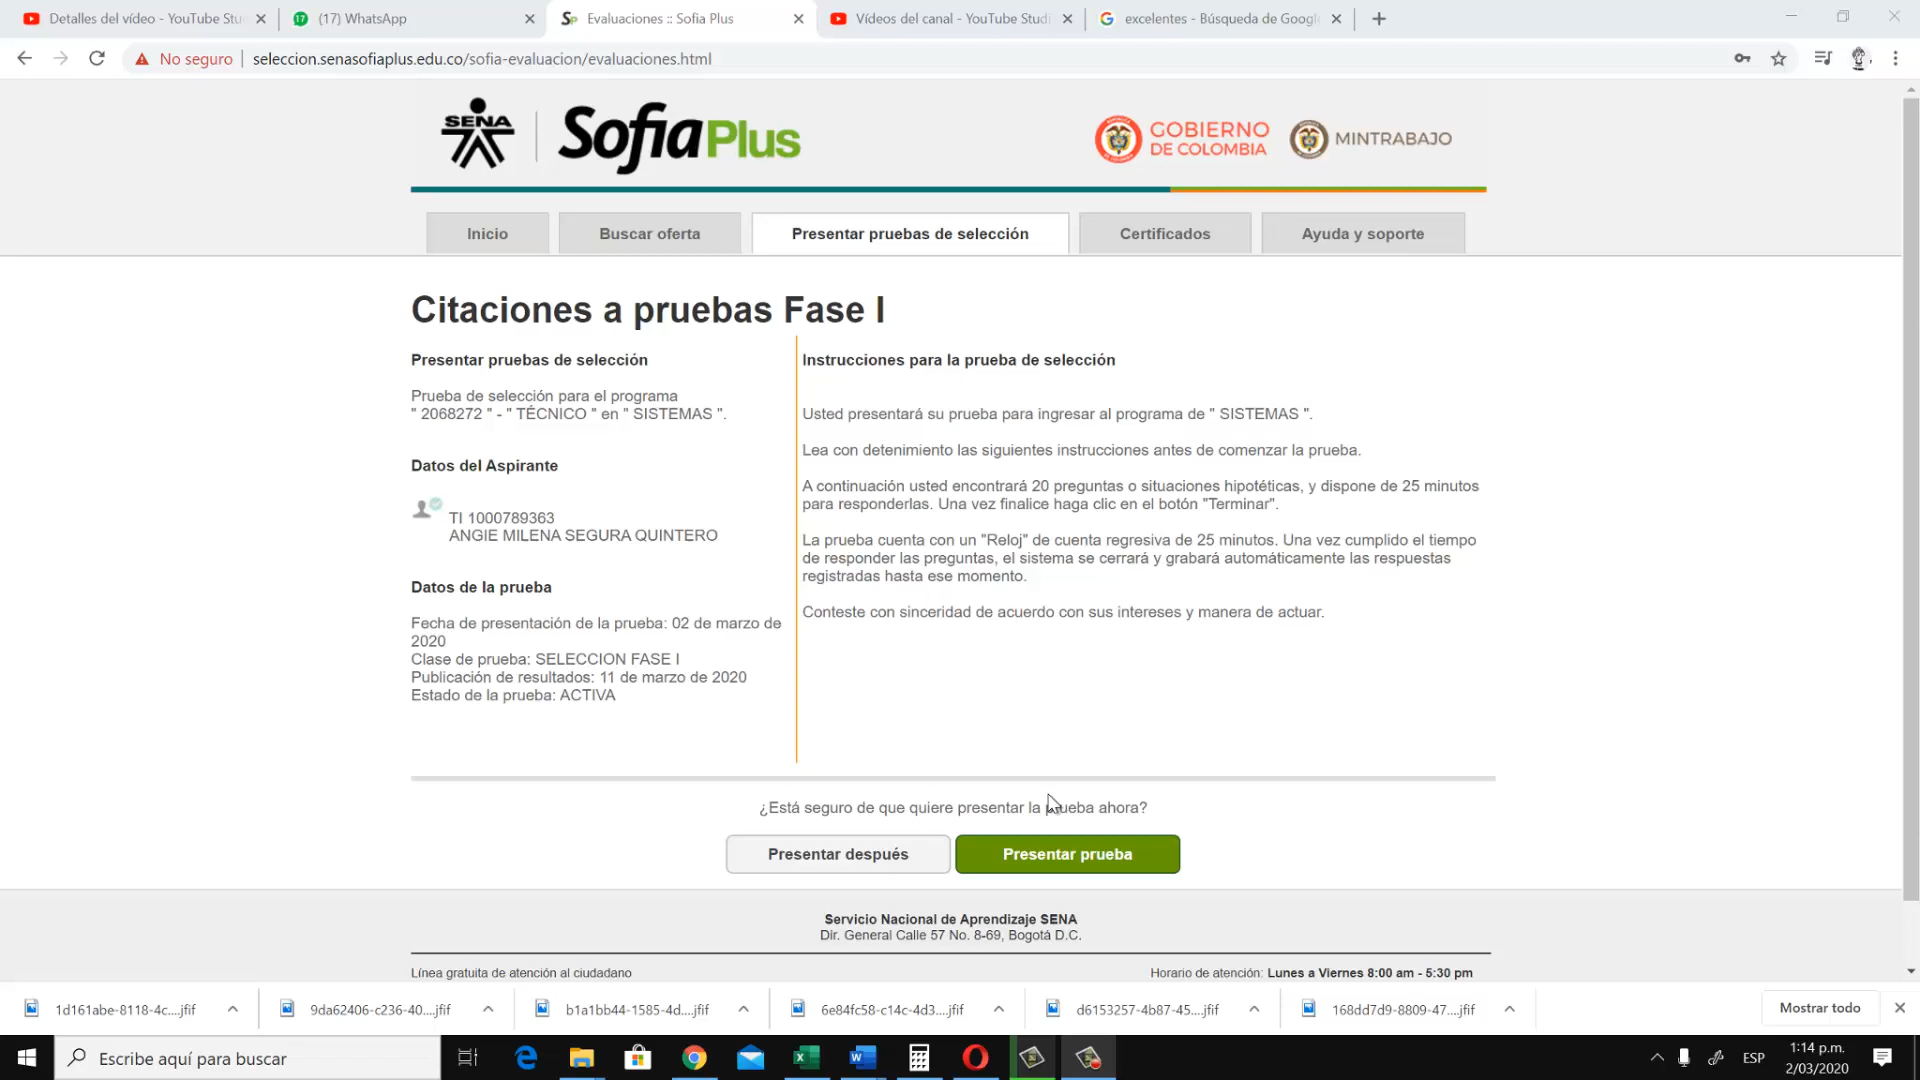 Detalles del vídeo - YouTube Stu
(17) WhatsApp
Evaluaciones :: Sofia Plus
Vídeos del canal - YouTube Studi
excelentes - Búsqueda de Googl
No seguro
seleccion.senasofiaplus.edu.co/sofia-evaluacion/evaluaciones.html
SENA
Sofia Plus
GOBIERNO
DE COLOMBIA
MINTRABAJO
Inicio
Buscar oferta
Presentar pruebas de selección
Certificados
Ayuda y soporte
Citaciones a pruebas Fase I
Presentar pruebas de selección
Prueba de selección para el programa
" 2068272 " - " TÉCNICO " en " SISTEMAS ".
Datos del Aspirante
TI 1000789363
ANGIE MILENA SEGURA QUINTERO
Datos de la prueba
Fecha de presentación de la prueba: 02 de marzo de
2020
Clase de prueba: SELECCION FASE I
Publicación de resultados: 11 de marzo de 2020
Estado de la prueba: ACTIVA
Instrucciones para la prueba de selección
Usted presentará su prueba para ingresar al programa de " SISTEMAS ".
Lea con detenimiento las siguientes instrucciones antes de comenzar la prueba.
A continuación usted encontrará 20 preguntas o situaciones hipotéticas, y dispone de 25 minutos
para responderlas. Una vez finalice haga clic en el botón "Terminar".
La prueba cuenta con un "Reloj" de cuenta regresiva de 25 minutos. Una vez cumplido el tiempo
de responder las preguntas, el sistema se cerrará y grabará automáticamente las respuestas
registradas hasta ese momento.
Conteste con sinceridad de acuerdo con sus intereses y manera de actuar.
¿Está seguro de que quiere presentar la prueba ahora?
Presentar después
Presentar prueba
Servicio Nacional de Aprendizaje SENA
Dir. General Calle 57 No. 8-69, Bogotá D.C.
Línea gratuita de atención al ciudadano
Horario de atención: Lunes a Viernes 8:00 am - 5:30 pm
1d161abe-8118-4c....jfif
9da62406-c236-40....jfif
b1a1bb44-1585-4d....jfif
6e84fc58-c14c-4d3....jfif
d6153257-4b87-45....jfif
168dd7d9-8809-47....jfif
Mostrar todo
Escribe aquí para buscar
ESP
1:14 p.m.
2/03/2020